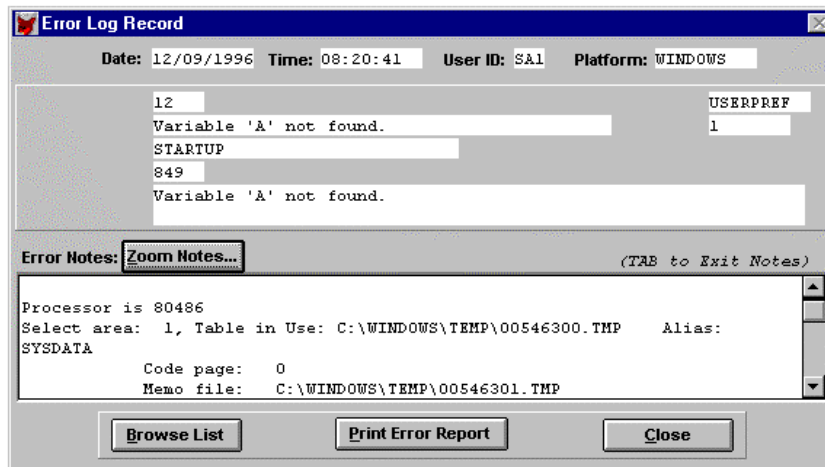 Error Log Record
Date: 12/09/1996 Time: 08:20:41 User ID: SA1 Platform: WINDOWS
12 USERPREF
Variable 'A' not found. 1
STARTUP
849
Variable 'A' not found.
Error Notes: Zoom Notes... (TAB to Exit Notes)
Processor is 80486
Select area: 1, Table in Use: C:\WINDOWS\TEMP\00546300.TMP Alias:
SYSDATA
Code page: 0
Memo file: C:\WINDOWS\TEMP\00546301.TMP
Browse List Print Error Report Close